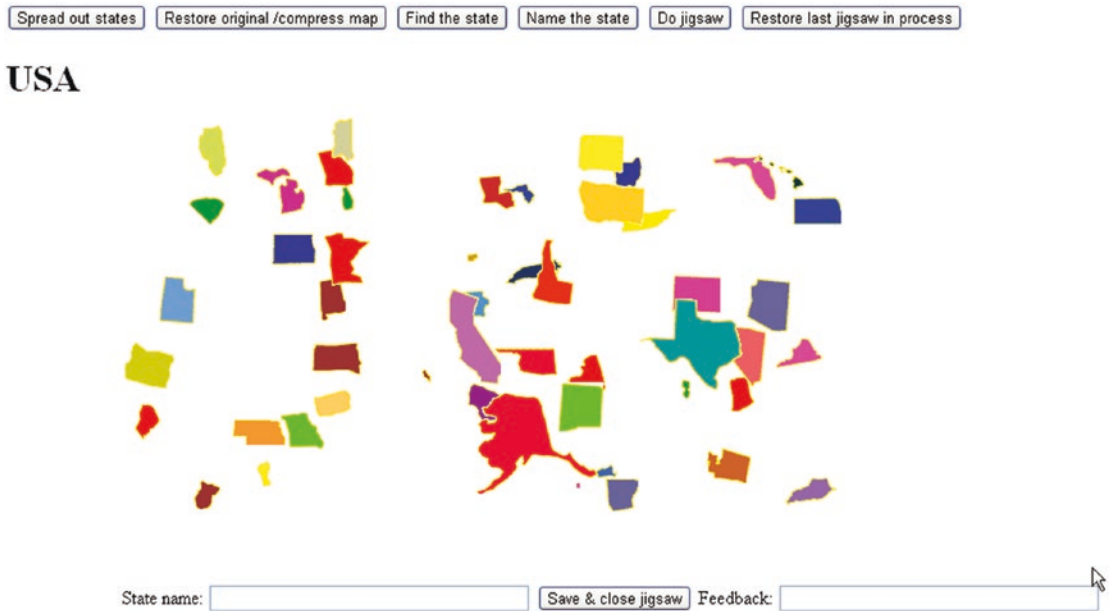 Spread out states Restore original /compress map Find the state Name the state Do jigsaw Restore last jigsaw in process
USA
State name: Save & close jigsaw Feedback: